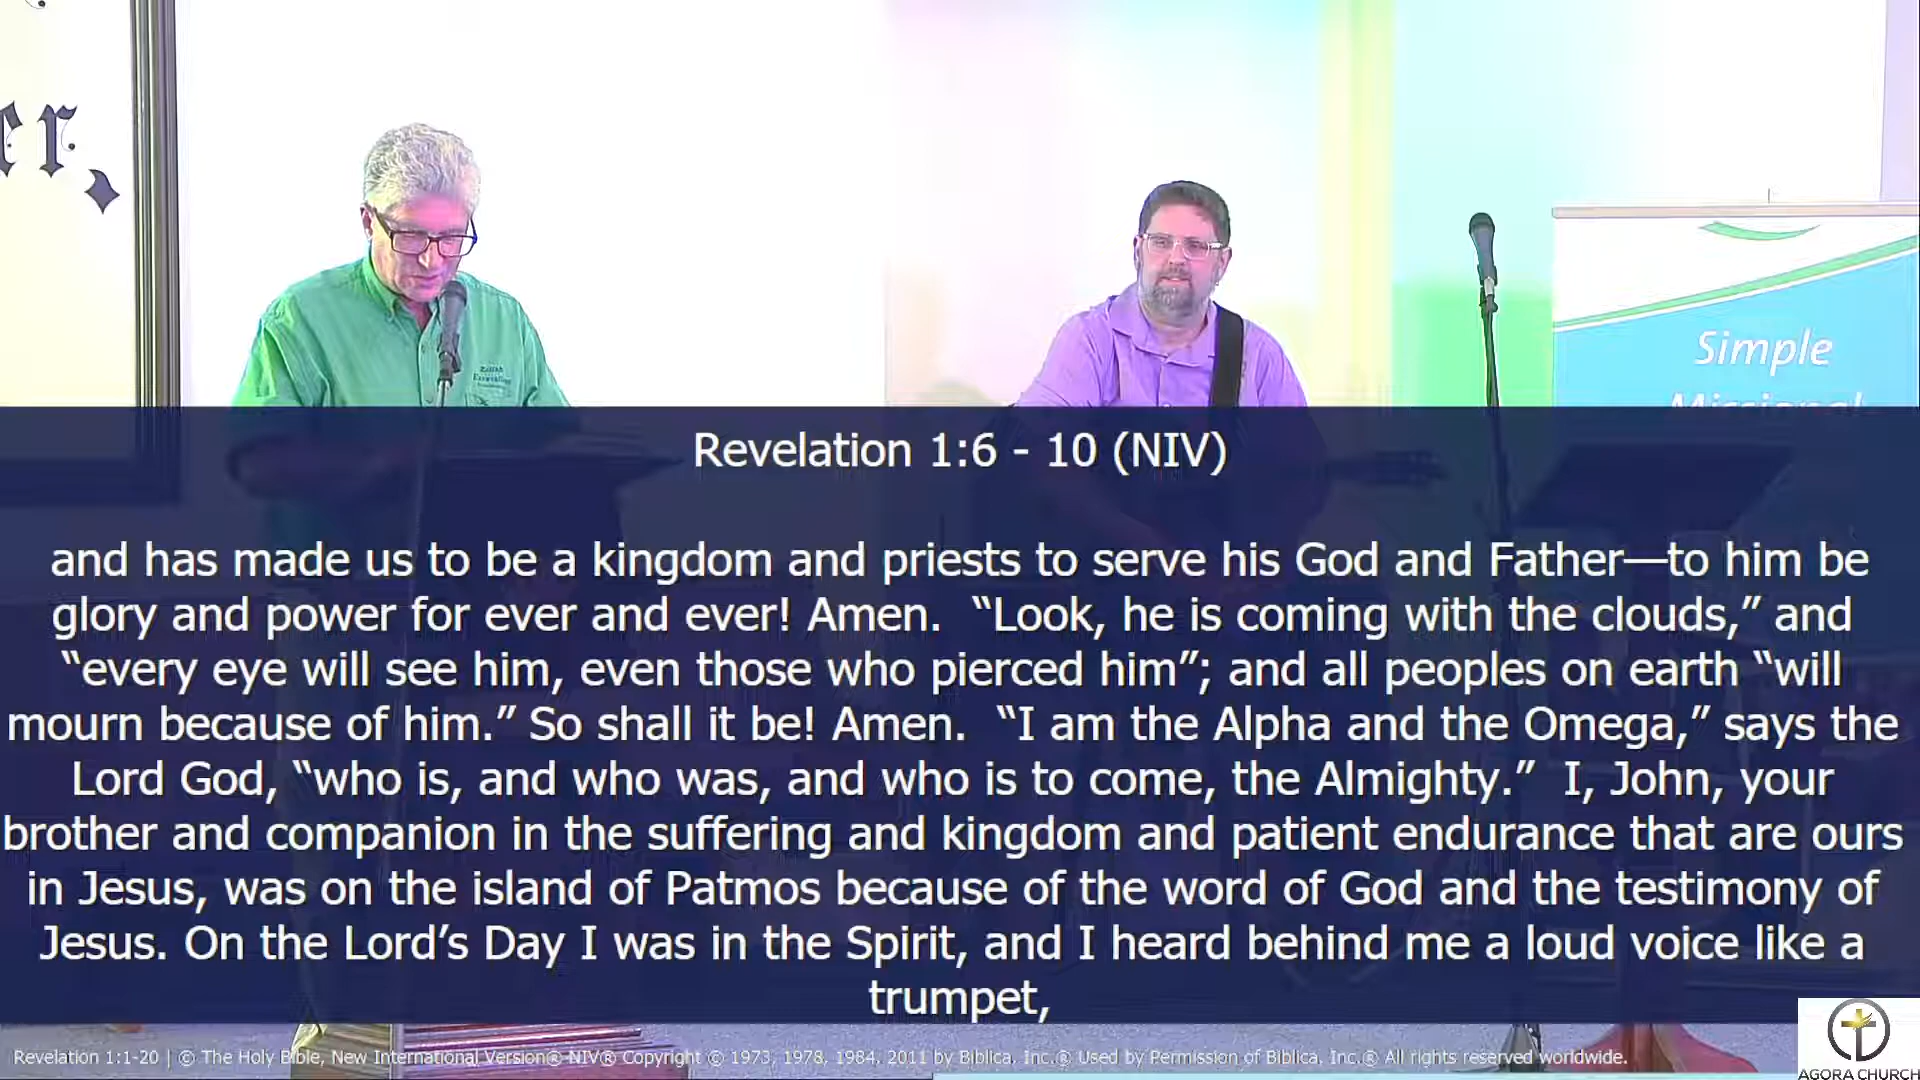 er,
Simple
Missional
Revelation 1:6 - 10 (NIV)
and has made us to be a kingdom and priests to serve his God and Father—to him be
glory and power for ever and ever! Amen.  “Look, he is coming with the clouds,” and
“every eye will see him, even those who pierced him”; and all peoples on earth “will
mourn because of him.” So shall it be! Amen.  “I am the Alpha and the Omega,” says the
Lord God, “who is, and who was, and who is to come, the Almighty.”  I, John, your
brother and companion in the suffering and kingdom and patient endurance that are ours
in Jesus, was on the island of Patmos because of the word of God and the testimony of
Jesus. On the Lord’s Day I was in the Spirit, and I heard behind me a loud voice like a
trumpet,
Revelation 1:1-20 | © The Holy Bible, New International Version® NIV® Copyright © 1973, 1978, 1984, 2011 by Biblica, Inc.® Used by Permission of Biblica, Inc.® All rights reserved worldwide.
AGORA CHURCH